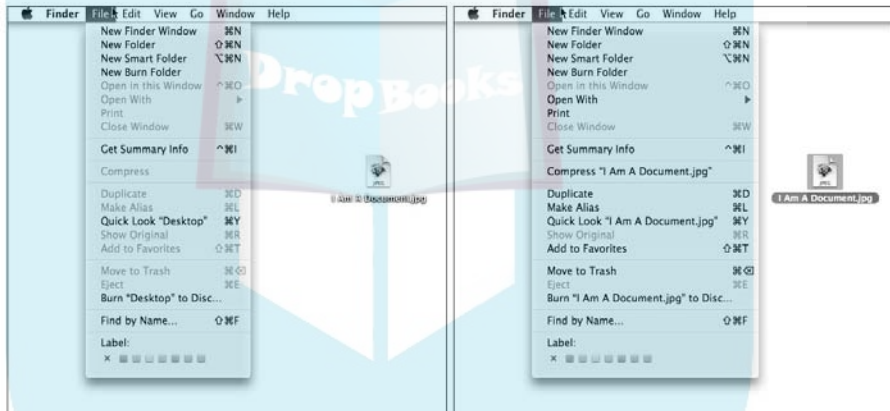 Finder File Edit View Go Window Help
New Finder Window ⌘N
New Folder ⇧⌘N
New Smart Folder ⌥⌘N
New Burn Folder
Open in this Window ^⌘O
Open With ▶
Print
Close Window ⌘W
Get Summary Info ^⌘I
Compress
Duplicate ⌘D
Make Alias ⌘L
Quick Look “Desktop” ⌘Y
Show Original ⌘R
Add to Favorites ⇧⌘T
Move to Trash ⌘⌫
Eject ⌘E
Burn “Desktop” to Disc...
Find by Name... ⇧⌘F
Label:
×
JPEG
I Am A Document.jpg
Finder File Edit View Go Window Help
New Finder Window ⌘N
New Folder ⇧⌘N
New Smart Folder ⌥⌘N
New Burn Folder
Open in this Window ^⌘O
Open With ▶
Print
Close Window ⌘W
Get Summary Info ^⌘I
Compress “I Am A Document.jpg”
Duplicate ⌘D
Make Alias ⌘L
Quick Look “I Am A Document.jpg” ⌘Y
Show Original ⌘R
Add to Favorites ⇧⌘T
Move to Trash ⌘⌫
Eject ⌘E
Burn “I Am A Document.jpg” to Disc...
Find by Name... ⇧⌘F
Label:
×
JPEG
I Am A Document.jpg
DropBooks